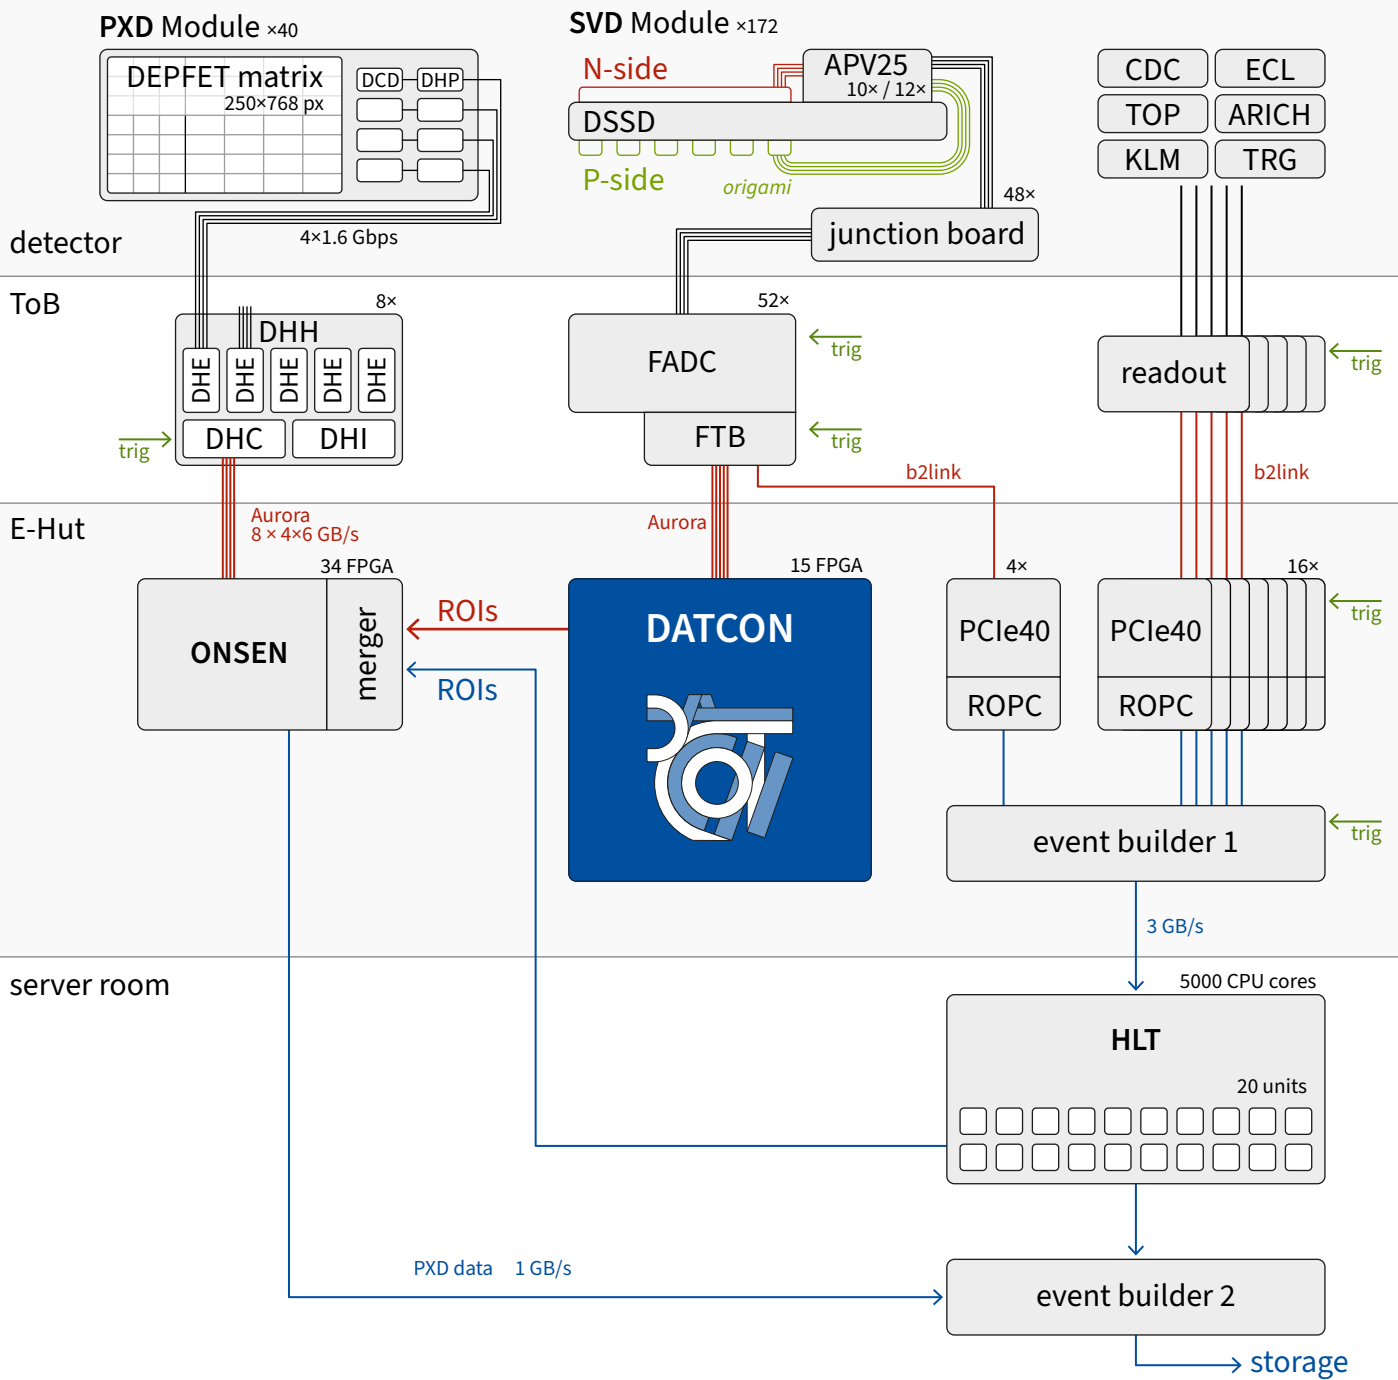 PXD Module ×40
DEPFET matrix
250×768 px
DCD
DHP
4×1.6 Gbps
SVD Module ×172
N-side
APV25
10× / 12×
DSSD
P-side
origami
48×
junction board
CDC
ECL
TOP
ARICH
KLM
TRG
detector
ToB
8×
DHH
DHE
DHE
DHE
DHE
DHE
DHC
DHI
trig
52×
FADC
trig
FTB
trig
readout
trig
b2link
b2link
E-Hut
Aurora
8 × 4×6 GB/s
Aurora
34 FPGA
ONSEN
merger
ROIs
ROIs
15 FPGA
DATCON
4×
PCIe40
ROPC
16×
PCIe40
ROPC
trig
event builder 1
trig
3 GB/s
server room
5000 CPU cores
HLT
20 units
PXD data 1 GB/s
event builder 2
storage